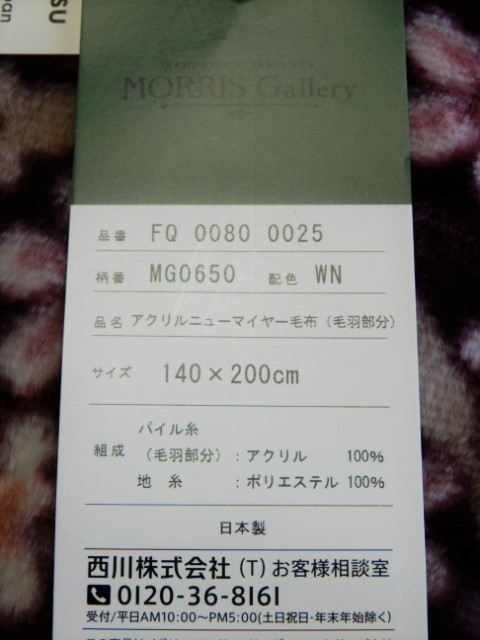 SU
pan
MORRIS Gallery
品番 FQ 0080 0025
柄番 MG0650 配色 WN
品名 アクリルニューマイヤー毛布（毛羽部分）
サイズ 140×200cm
組成 パイル糸
（毛羽部分）：アクリル 100%
地 糸 ：ポリエステル 100%
日本製
西川株式会社（T）お客様相談室
0120-36-8161
受付/平日AM10:00〜PM5:00(土日祝日･年末年始除く)